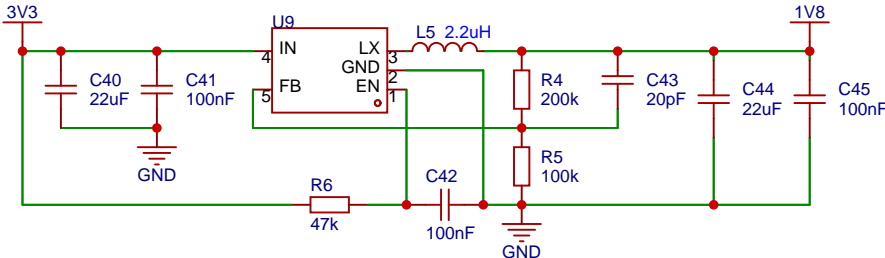 3V3
U9
L5 2.2uH
1V8
IN
LX
4
3
GND
2
FB
EN
5
1
C40
22uF
C41
100nF
R4
200k
C43
20pF
C44
22uF
C45
100nF
GND
R5
100k
R6
47k
C42
100nF
GND